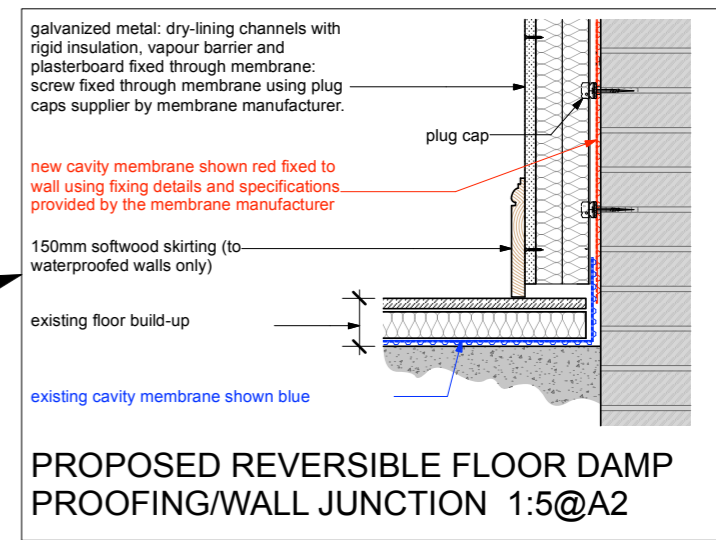 galvanized metal: dry-lining channels with
rigid insulation, vapour barrier and
plasterboard fixed through membrane:
screw fixed through membrane using plug
caps supplier by membrane manufacturer.
plug cap
new cavity membrane shown red fixed to
wall using fixing details and specifications
provided by the membrane manufacturer
150mm softwood skirting (to
waterproofed walls only)
existing floor build-up
existing cavity membrane shown blue
PROPOSED REVERSIBLE FLOOR DAMP
PROOFING/WALL JUNCTION 1:5@A2